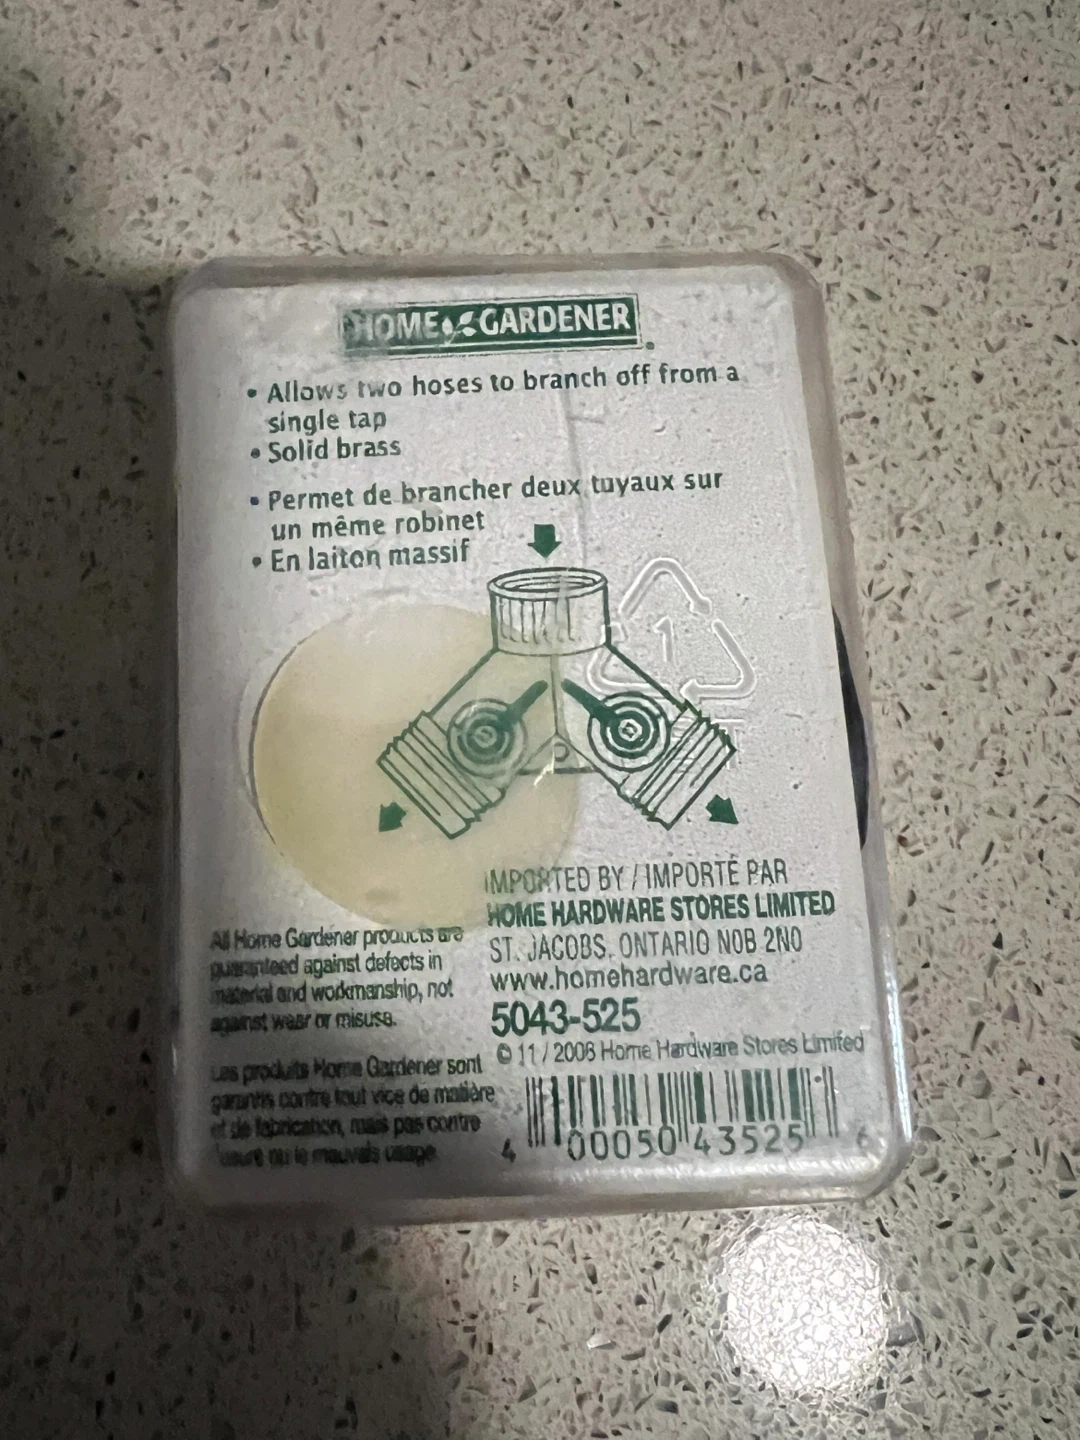 HOME GARDENER
• Allows two hoses to branch off from a
single tap
• Solid brass
• Permet de brancher deux tuyaux sur
un même robinet
• En laiton massif
1
IMPORTED BY / IMPORTÉ PAR
HOME HARDWARE STORES LIMITED
ST. JACOBS, ONTARIO N0B 2N0
www.homehardware.ca
5043-525
© 11 / 2008 Home Hardware Stores Limited
All Home Gardener products are
guaranteed against defects in
material and workmanship, not
against wear or misuse.
Les produits Home Gardener sont
garantis contre tout vice de matière
et de fabrication, mais pas contre
l'usure ou le mauvais usage.
4 00050 43525 6